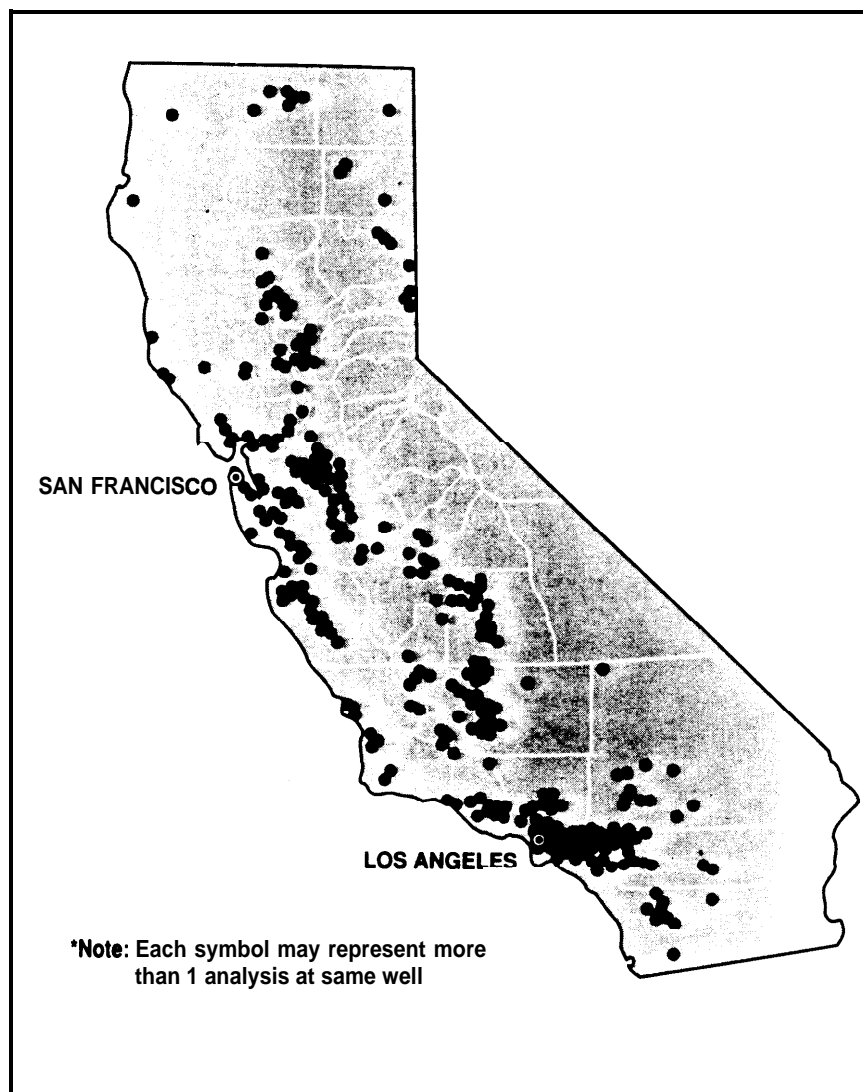 SAN FRANCISCO
LOS ANGELES
*Note: Each symbol may represent more
than 1 analysis at same well